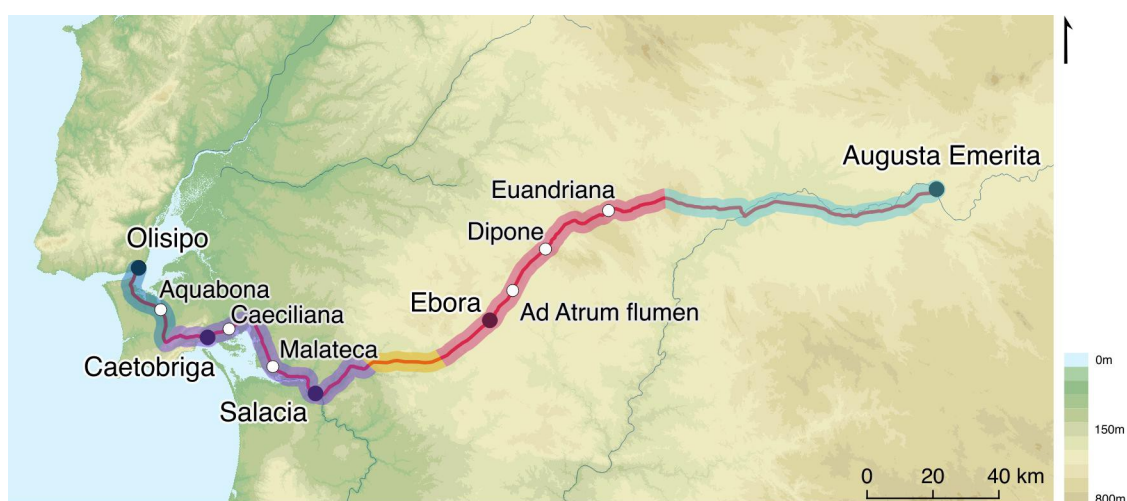 Augusta Emerita
Euandriana
Dipone
Olisipo
Aquabona
Ebora
Ad Atrum flumen
Caeciliana
Malateca
Caetobriga
Salacia
0m
150m
800m
0 20 40 km